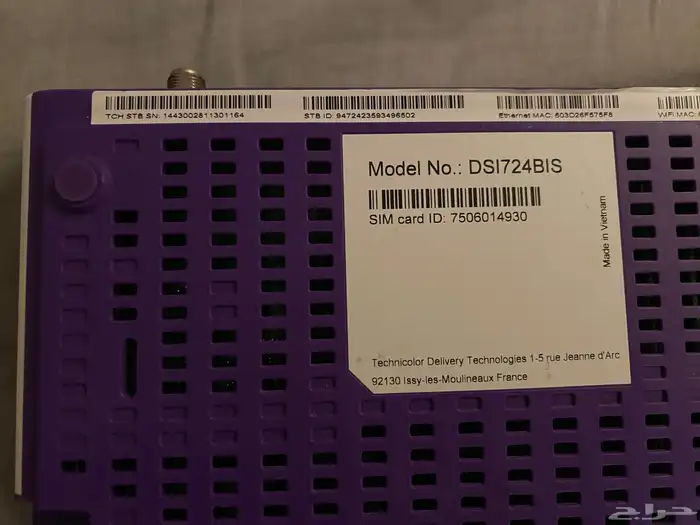 TCH STB SN: 1443002811301164
STB ID: 9472423593496502
Ethernet MAC: 603D26F575F8
WiFi MAC:
Model No.: DSI724BIS
SIM card ID: 7506014930
Made in Vietnam
Technicolor Delivery Technologies 1-5 rue Jeanne d'Arc
92130 Issy-les-Moulineaux France
حراج